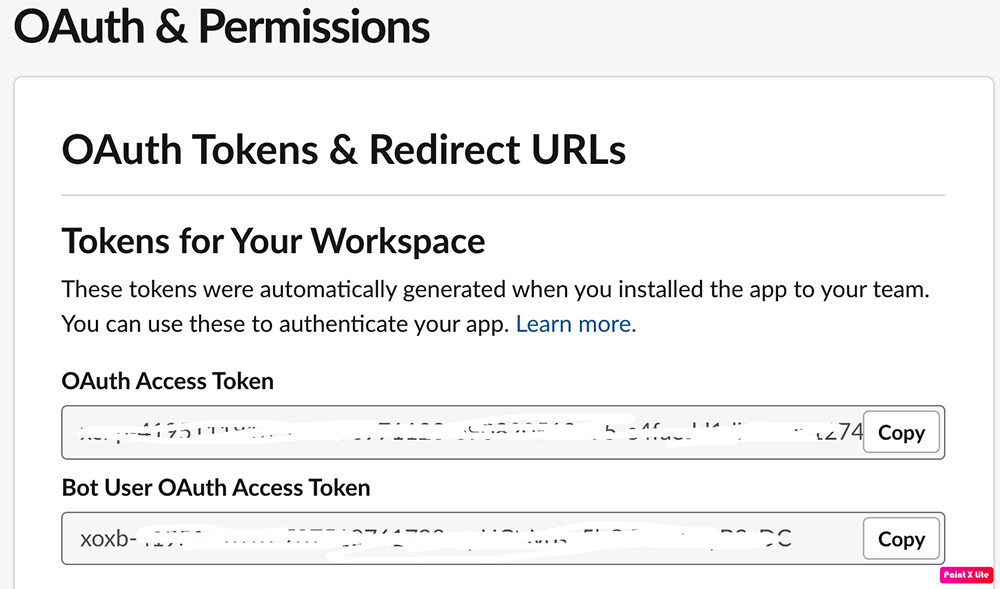 OAuth & Permissions
OAuth Tokens & Redirect URLs
Tokens for Your Workspace
These tokens were automatically generated when you installed the app to your team.
You can use these to authenticate your app. Learn more.
OAuth Access Token
Copy
Bot User OAuth Access Token
xoxb-
Copy
Paint X Lite